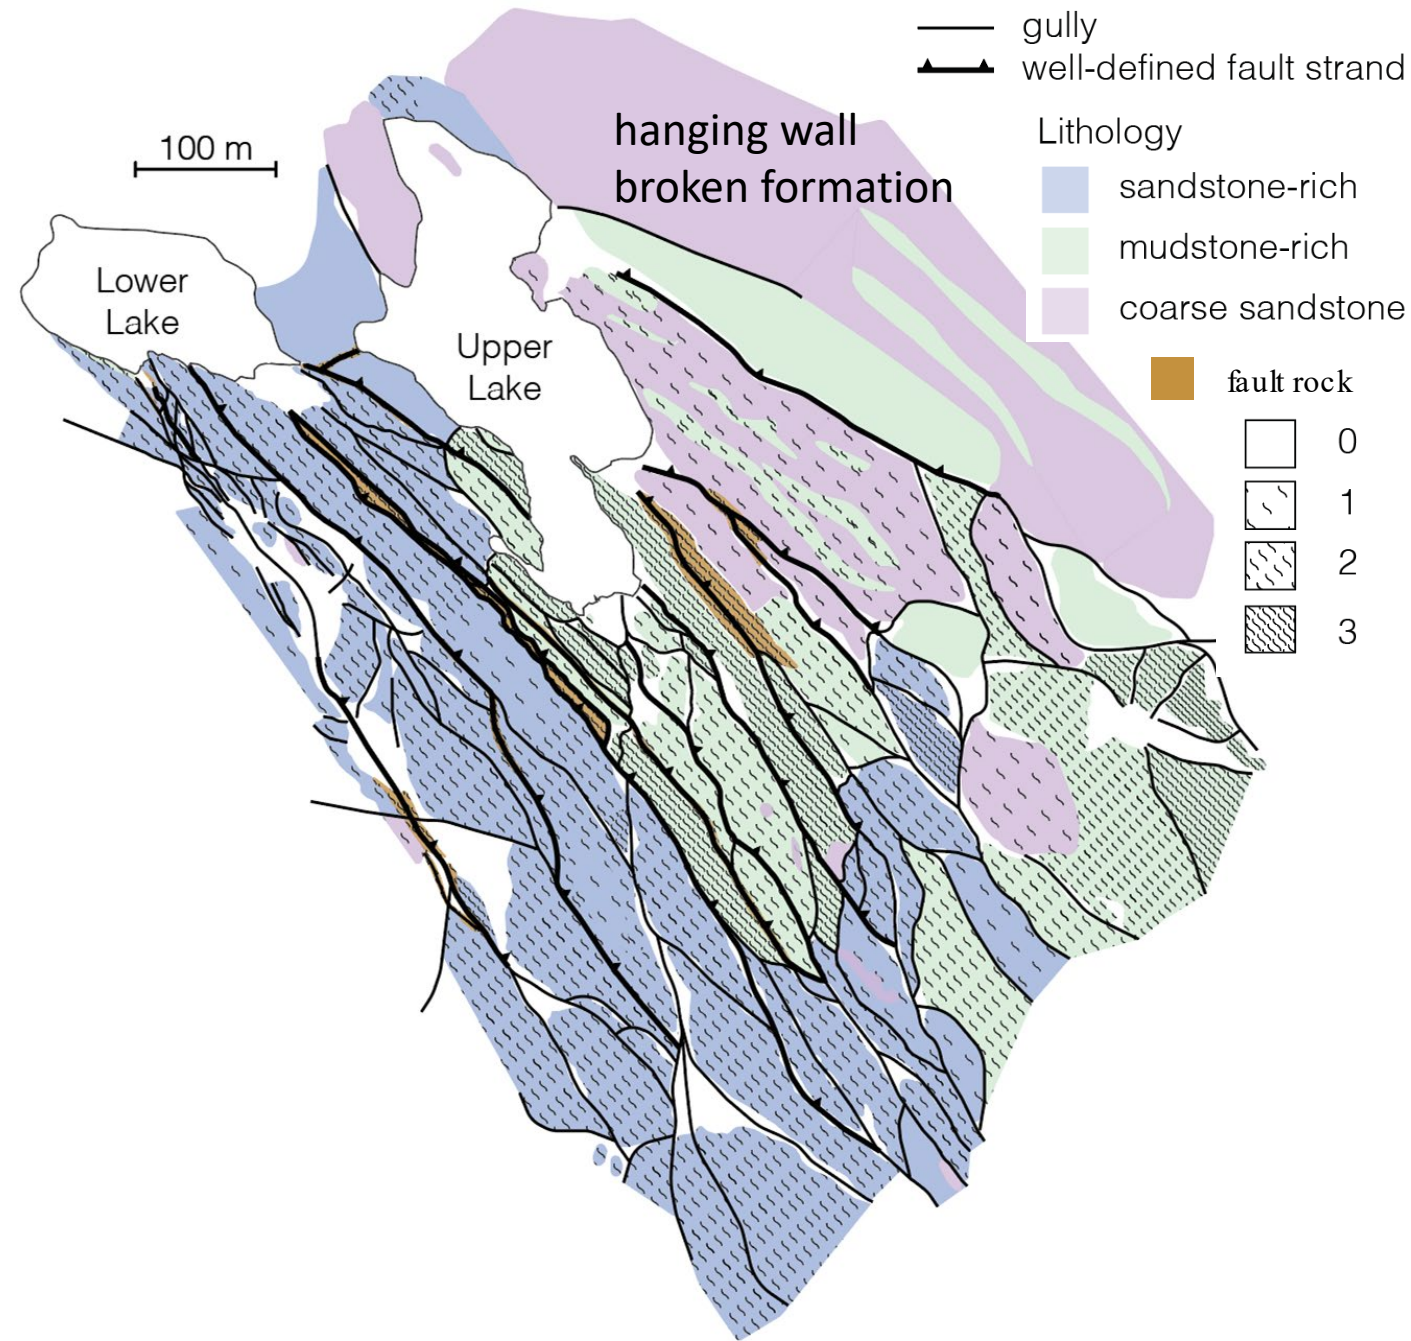 gully
well-defined fault strand
hanging wall
broken formation
Lithology
100 m
sandstone-rich
mudstone-rich
Lower
Lake
coarse sandstone
Upper
Lake
fault rock
0
1
2
3